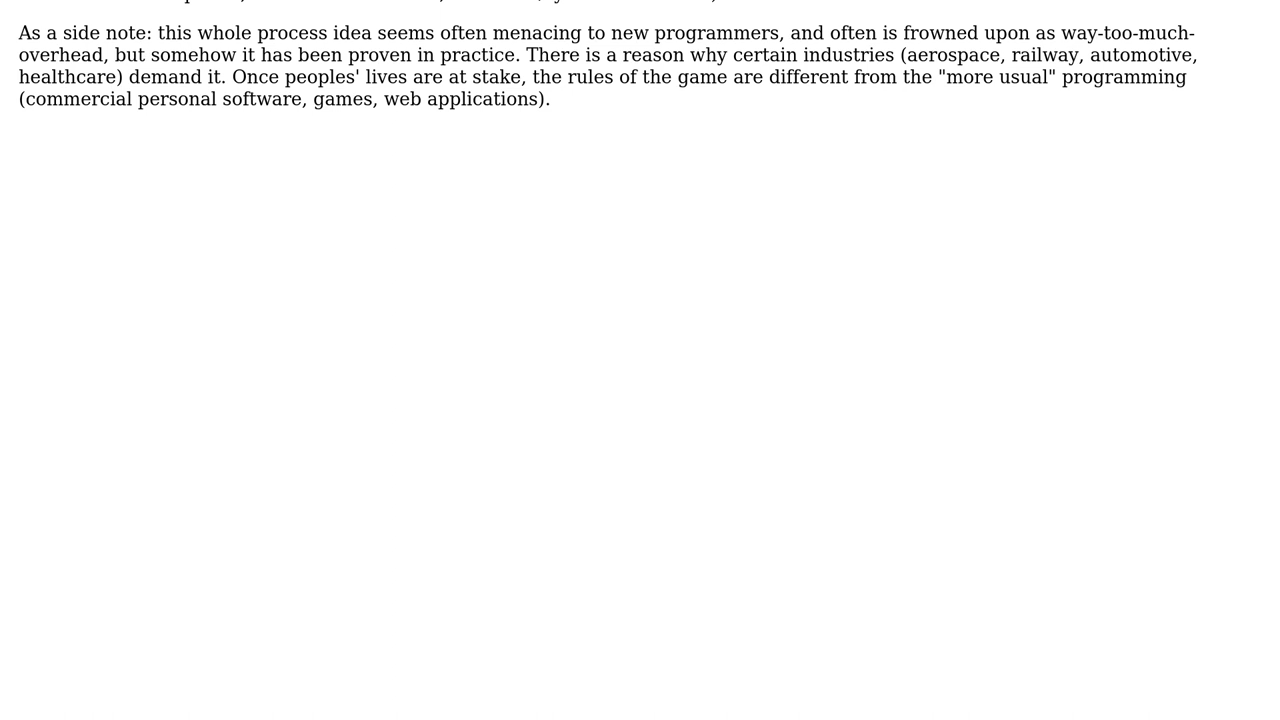 As a side note: this whole process idea seems often menacing to new programmers, and often is frowned upon as way-too-much-
overhead, but somehow it has been proven in practice. There is a reason why certain industries (aerospace, railway, automotive,
healthcare) demand it. Once peoples' lives are at stake, the rules of the game are different from the "more usual" programming
(commercial personal software, games, web applications).